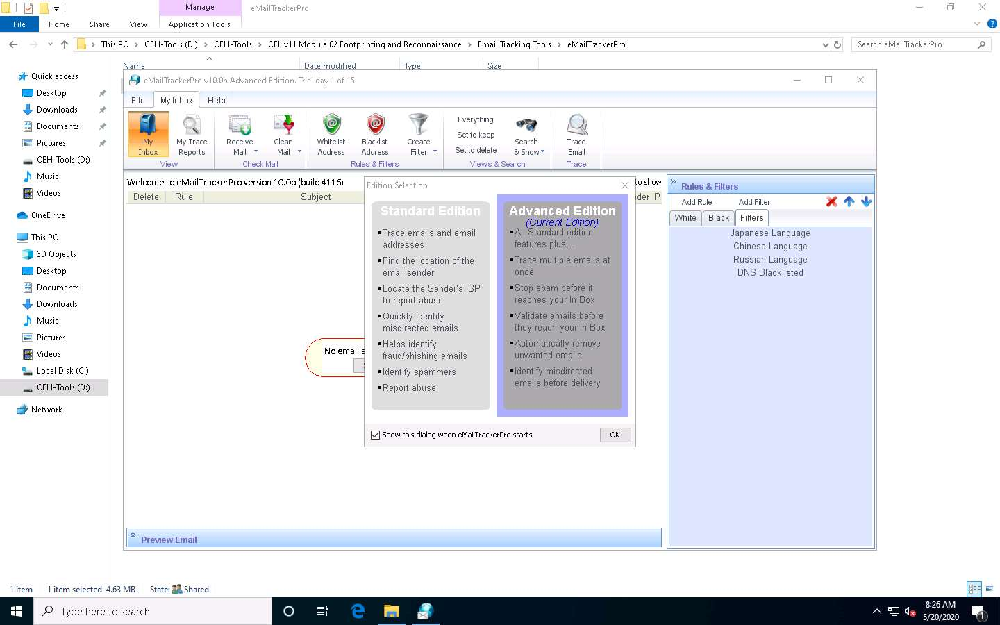 Manage
eMailTrackerPro
File
Home
Share
View
Application Tools
This PC
CEH-Tools (D:)
CEH-Tools
CEHv11 Module 02 Footprinting and Reconnaissance
Email Tracking Tools
eMailTrackerPro
Search eMailTrackerPro
Name
Date modified
Type
Size
Quick access
Desktop
Downloads
Documents
Pictures
CEH-Tools (D:)
Music
Videos
OneDrive
This PC
3D Objects
Desktop
Documents
Downloads
Music
Pictures
Videos
Local Disk (C:)
CEH-Tools (D:)
Network
eMailTrackerPro v10.0b Advanced Edition. Trial day 1 of 15
File
My Inbox
Help
My
Inbox
My Trace
Reports
View
Receive
Mail
Clean
Mail
Check Mail
Whitelist
Address
Blacklist
Address
Create
Filter
Rules & Filters
Everything
Set to keep
Set to delete
Search
& Show
Views & Search
Trace
Email
Trace
Welcome to eMailTrackerPro version 10.0b (build 4116)
to show
Delete
Rule
Subject
IP
No email
Edition Selection
Standard Edition
Trace emails and email
addresses
Find the location of the
email sender
Locate the Sender's ISP
to report abuse
Quickly identify
misdirected emails
Helps identify
fraud/phishing emails
Identify spammers
Report abuse
Advanced Edition
(Current Edition)
All Standard edition
features plus...
Trace multiple emails at
once
Stop spam before it
reaches your In Box
Validate emails before
they reach your In Box
Automatically remove
unwanted emails
Identify misdirected
emails before delivery
Show this dialog when eMailTrackerPro starts
OK
Rules & Filters
Add Rule
Add Filter
White
Black
Filters
Japanese Language
Chinese Language
Russian Language
DNS Blacklisted
Preview Email
1 item
1 item selected 4.63 MB
State: Shared
Type here to search
8:26 AM
5/20/2020
1